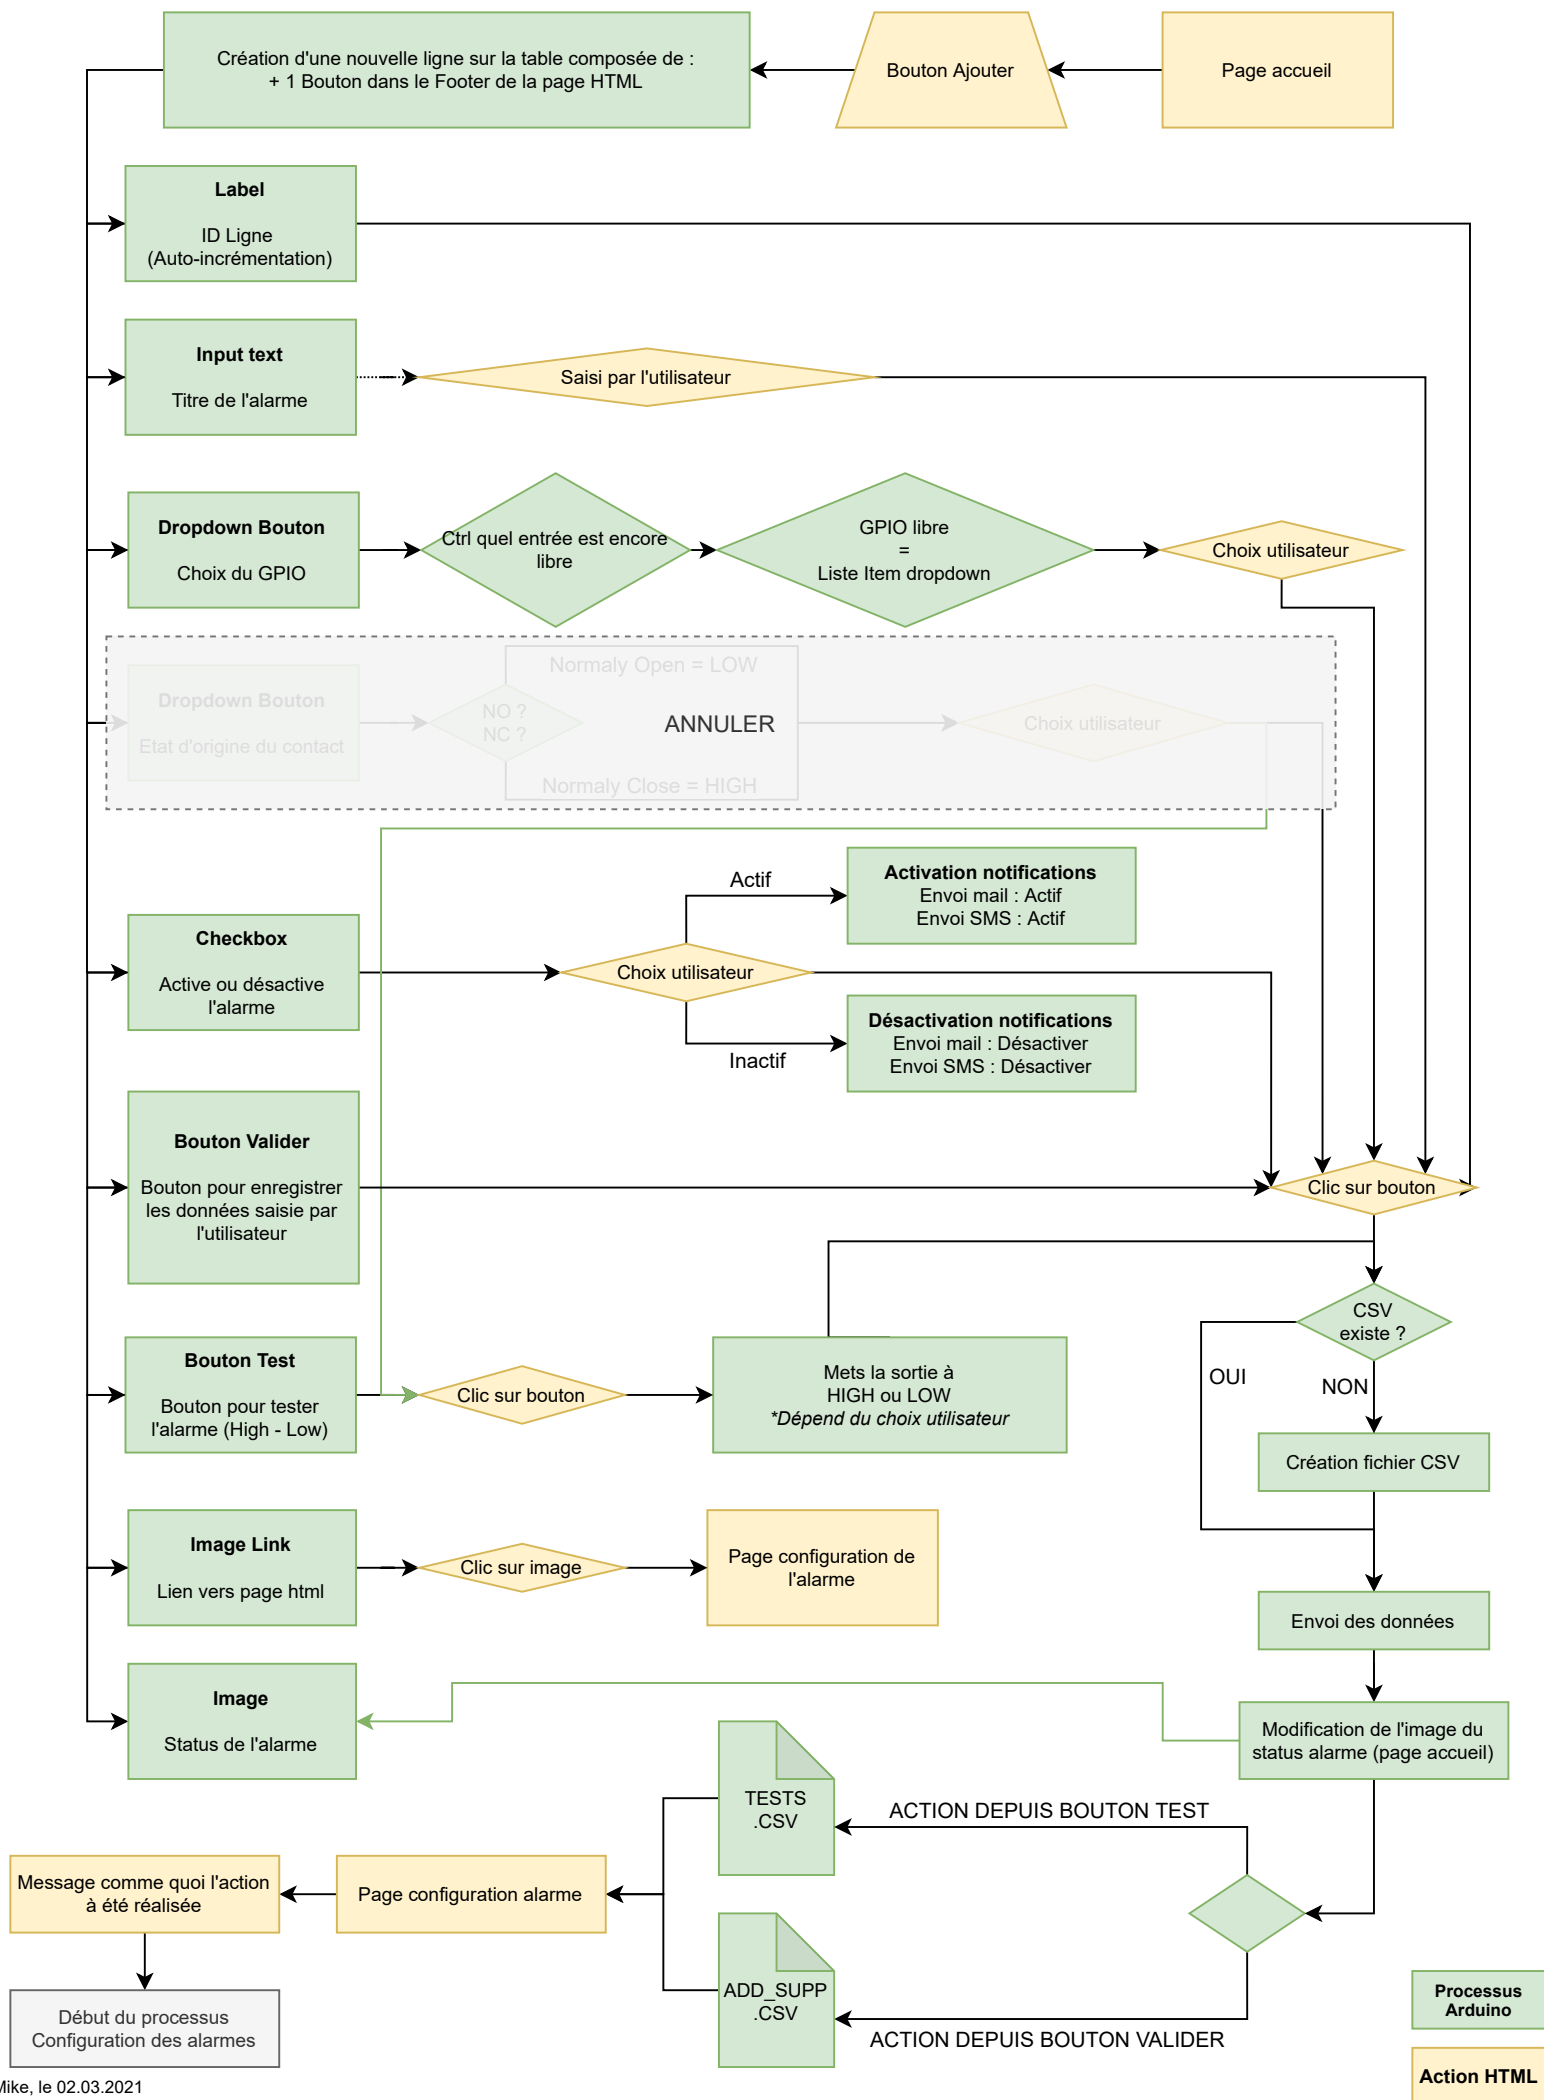 Création d'une nouvelle ligne sur la table composée de :
+ 1 Bouton dans le Footer de la page HTML
Bouton Ajouter
Page accueil
Label
ID Ligne
(Auto-incrémentation)
Input text
Titre de l'alarme
Saisi par l'utilisateur
Dropdown Bouton
Choix du GPIO
Ctrl quel entrée est encore
libre
GPIO libre
=
Liste Item dropdown
Choix utilisateur
Dropdown Bouton
Etat d'origine du contact
NO ?
NC ?
Normaly Open = LOW
ANNULER
Normaly Close = HIGH
Choix utilisateur
Checkbox
Active ou désactive
l'alarme
Choix utilisateur
Actif
Activation notifications
Envoi mail : Actif
Envoi SMS : Actif
Inactif
Désactivation notifications
Envoi mail : Désactiver
Envoi SMS : Désactiver
Bouton Valider
Bouton pour enregistrer
les données saisie par
l'utilisateur
Clic sur bouton
CSV
existe ?
OUI
NON
Création fichier CSV
Bouton Test
Bouton pour tester
l'alarme (High - Low)
Clic sur bouton
Mets la sortie à
HIGH ou LOW
*Dépend du choix utilisateur
Image Link
Lien vers page html
Clic sur image
Page configuration de
l'alarme
Envoi des données
Image
Status de l'alarme
Modification de l'image du
status alarme (page accueil)
TESTS
.CSV
ACTION DEPUIS BOUTON TEST
Message comme quoi l'action
à été réalisée
Page configuration alarme
ADD_SUPP
.CSV
ACTION DEPUIS BOUTON VALIDER
Début du processus
Configuration des alarmes
Processus
Arduino
Action HTML
Mike, le 02.03.2021